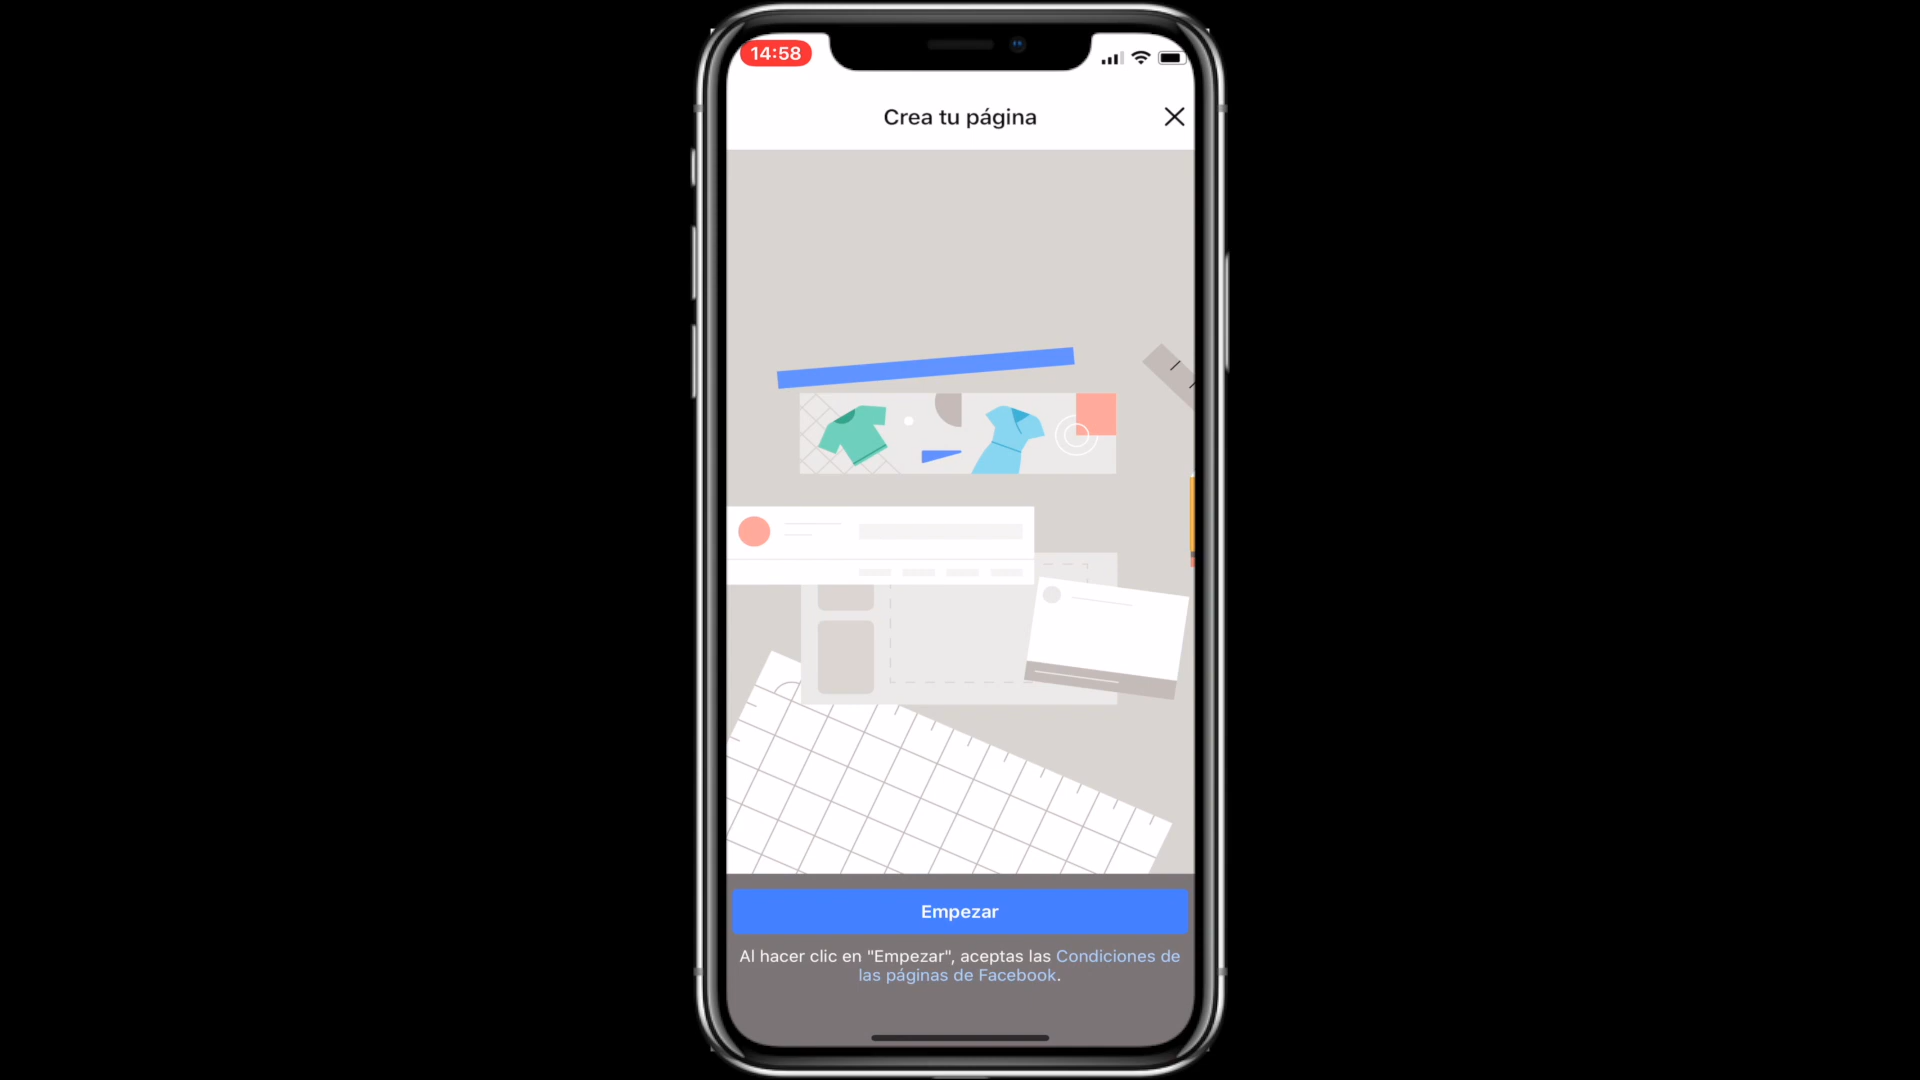 14:58
Crea tu página
Empezar
Al hacer clic en "Empezar", aceptas las Condiciones de
las páginas de Facebook.